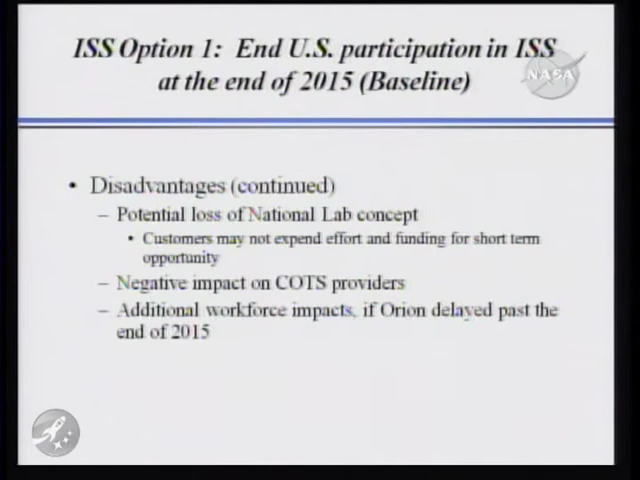 ISS Option 1: End U.S. participation in ISS
at the end of 2015 (Baseline)
NASA
• Disadvantages (continued)
– Potential loss of National Lab concept
• Customers may not expend effort and funding for short term
opportunity
– Negative impact on COTS providers
– Additional workforce impacts, if Orion delayed past the
end of 2015